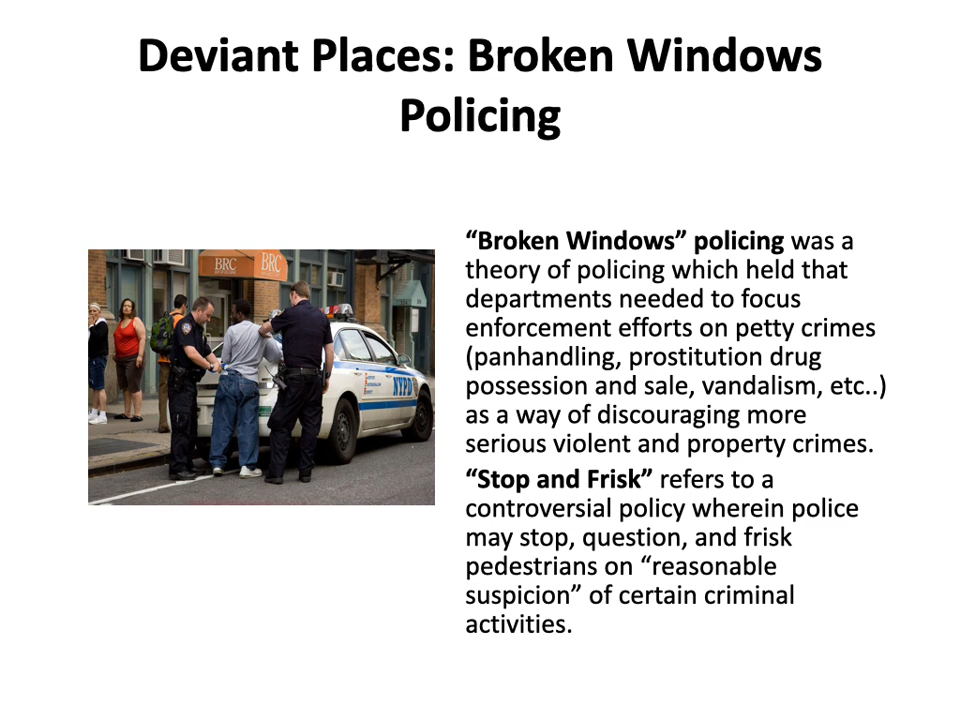 Deviant Places: Broken Windows
Policing
“Broken Windows” policing was a
theory of policing which held that
departments needed to focus
enforcement efforts on petty crimes
(panhandling, prostitution drug
possession and sale, vandalism, etc..)
as a way of discouraging more
serious violent and property crimes.
“Stop and Frisk” refers to a
controversial policy wherein police
may stop, question, and frisk
pedestrians on “reasonable
suspicion” of certain criminal
activities.
BRC
BRC
NYPD